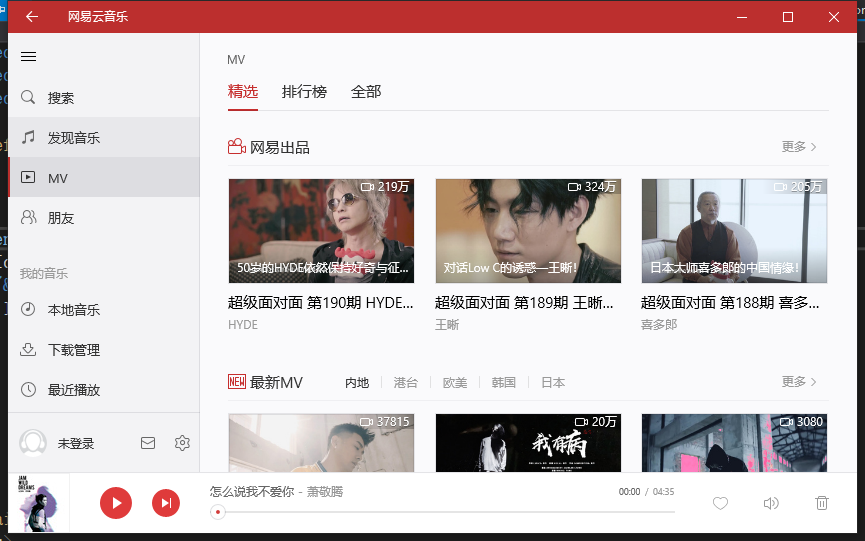 网易云音乐
搜索
发现音乐
MV
朋友
我的音乐
本地音乐
下载管理
最近播放
未登录
MV
精选 排行榜 全部
网易出品 更多
219万 324万 205万
50岁的HYDE依然保持好奇与征... 对话Low C的诱惑—王晰! 日本大师喜多郎的中国情缘!
超级面对面 第190期 HYDE... 超级面对面 第189期 王晰... 超级面对面 第188期 喜多...
HYDE 王晰 喜多郎
NEW 最新MV 内地 港台 欧美 韩国 日本 更多
37815 20万 3080
我有病
JAM
WILD
DREAMS
怎么说我不爱你 - 萧敬腾 00:00 / 04:35